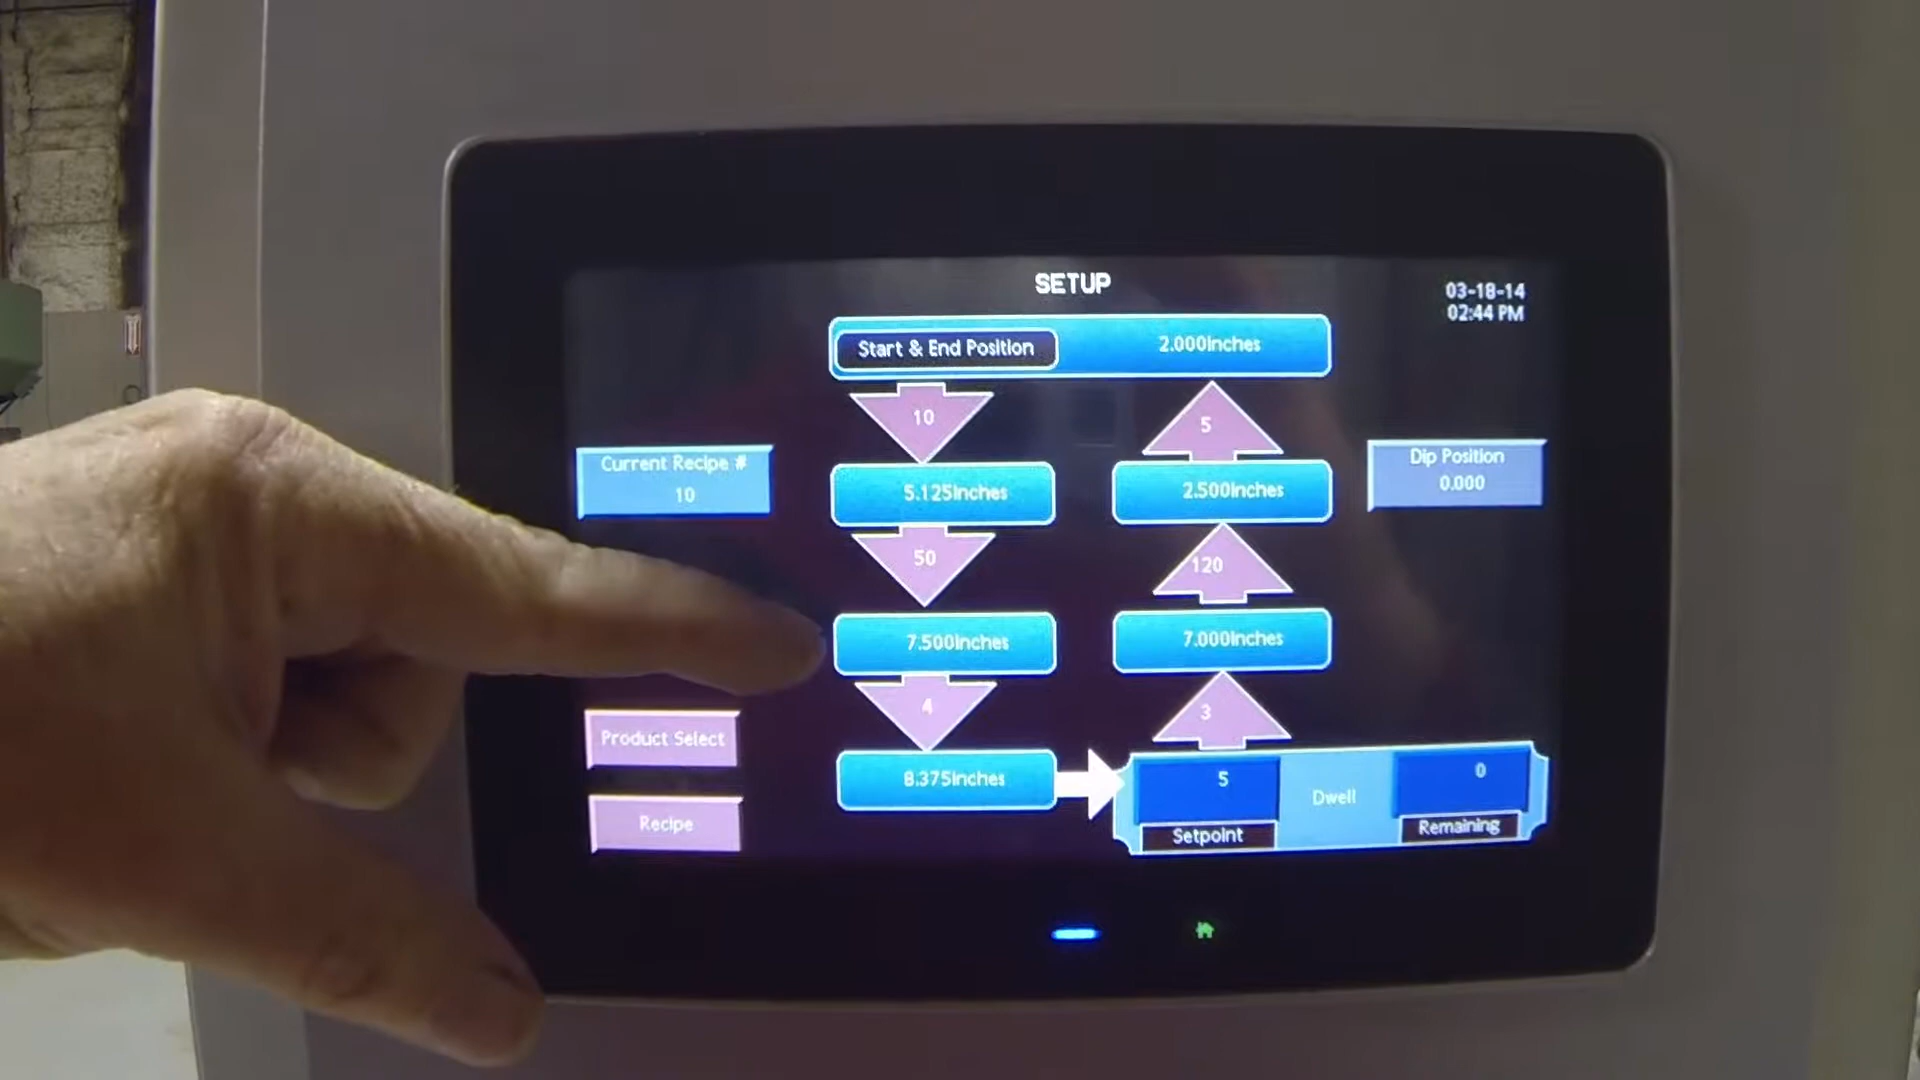 SETUP
03-18-14
02:44 PM
Start & End Position 2.000inches
10
5
Current Recipe #
10
5.125inches
2.500inches
Dip Position
0.000
50
120
7.500inches
7.000inches
4
3
Product Select
8.375inches
5
Dwell
0
Setpoint
Remaining
Recipe